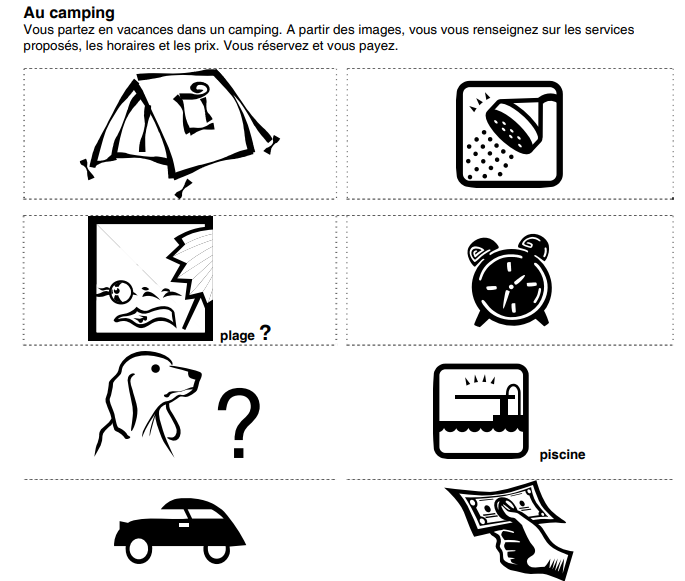 Au camping
Vous partez en vacances dans un camping. A partir des images, vous vous renseignez sur les services
proposés, les horaires et les prix. Vous réservez et vous payez.
plage ?
?
piscine